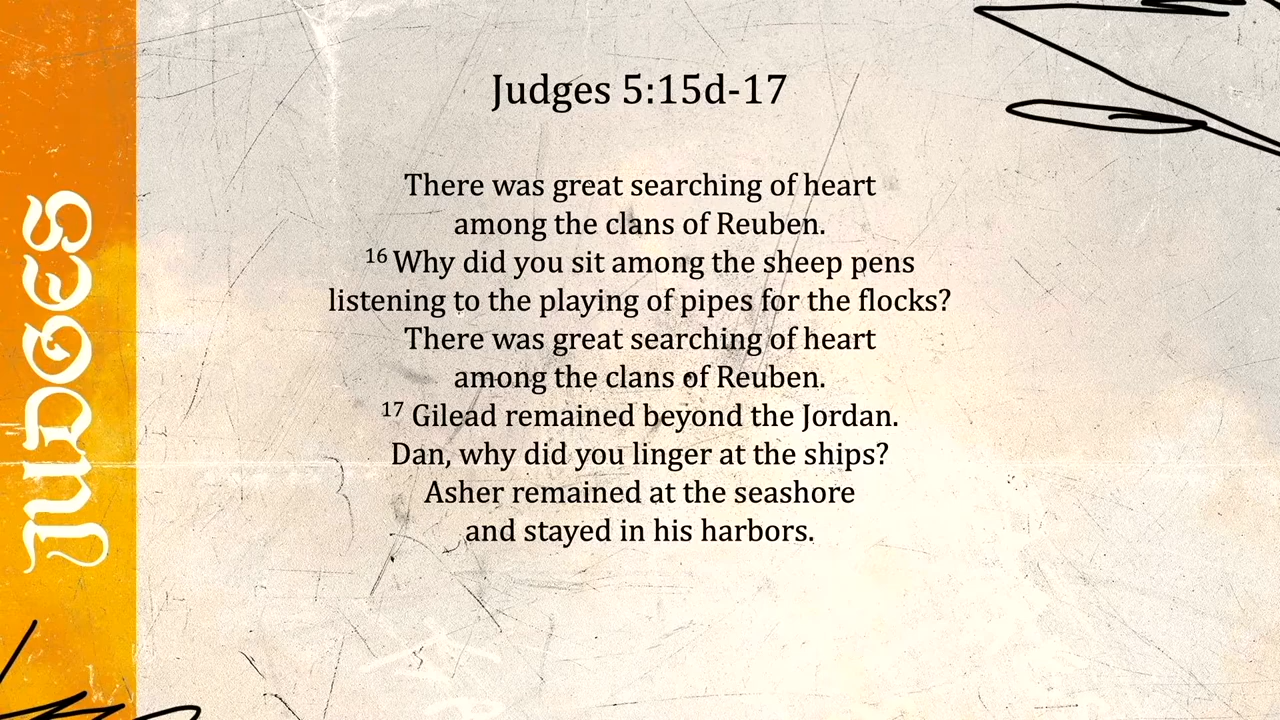 JUDGES
Judges 5:15d-17
There was great searching of heart
among the clans of Reuben.
16 Why did you sit among the sheep pens
listening to the playing of pipes for the flocks?
There was great searching of heart
among the clans of Reuben.
17 Gilead remained beyond the Jordan.
Dan, why did you linger at the ships?
Asher remained at the seashore
and stayed in his harbors.